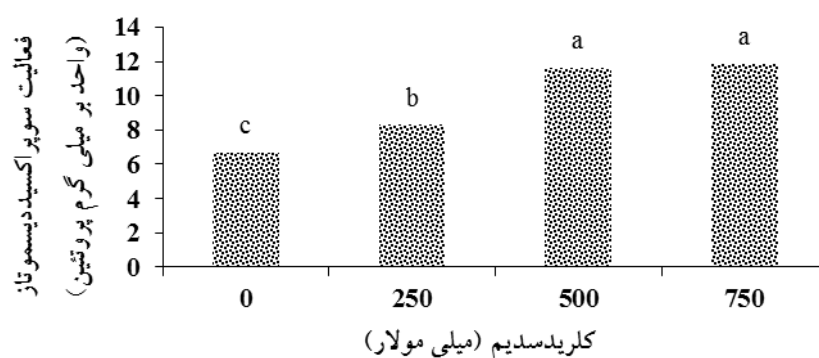 فعالیت سوپراکسیددیسموتاز
(واحد بر میلی گرم پروتئین)
14
12
10
8
6
4
2
0
c
b
a
a
0
250
500
750
کلریدسدیم (میلی مولار)